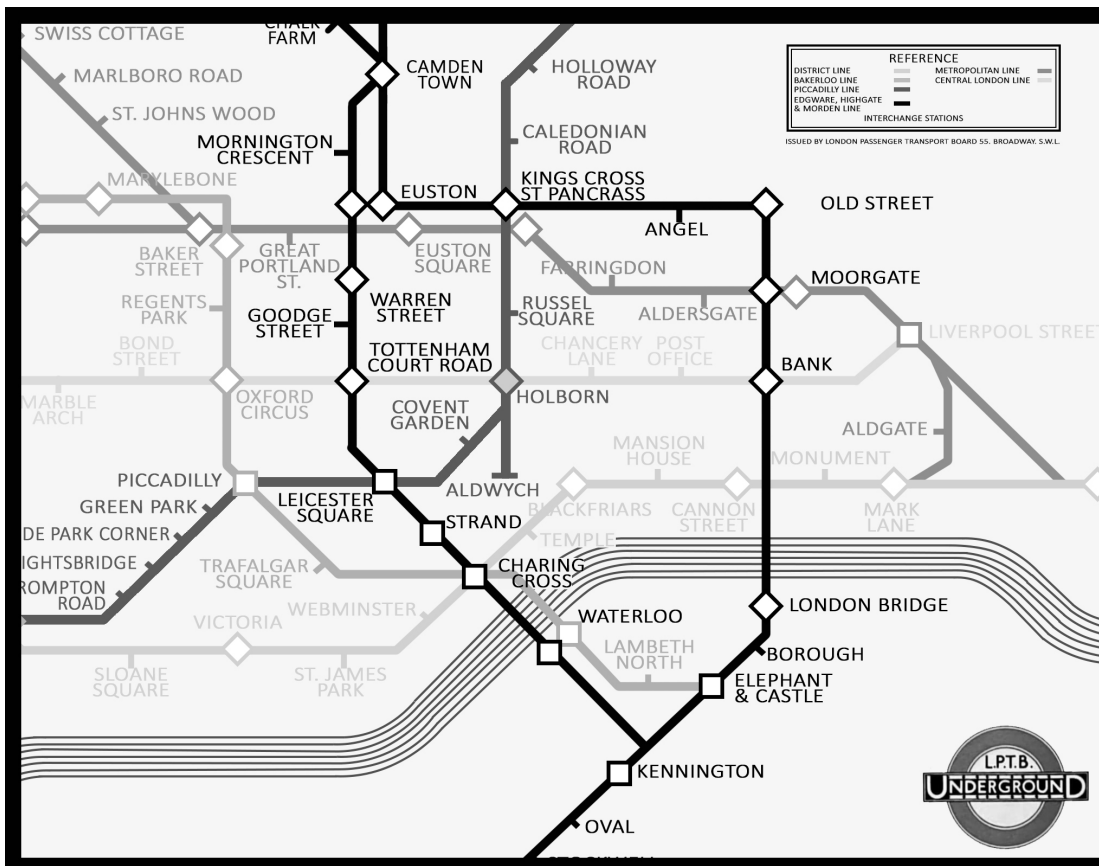 CHALK
FARM
SWISS COTTAGE
MARLBORO ROAD
ST. JOHNS WOOD
CAMDEN
TOWN
HOLLOWAY
ROAD
REFERENCE
DISTRICT LINE
BAKERLOO LINE
PICCADILLY LINE
EDGWARE, HIGHGATE
& MORDEN LINE
METROPOLITAN LINE
CENTRAL LONDON LINE
INTERCHANGE STATIONS
ISSUED BY LONDON PASSENGER TRANSPORT BOARD 55. BROADWAY. S.W.L.
MORNINGTON
CRESCENT
CALEDONIAN
ROAD
MARYLEBONE
EUSTON
KINGS CROSS
ST PANCRASS
ANGEL
OLD STREET
BAKER
STREET
GREAT
PORTLAND
ST.
EUSTON
SQUARE
FARRINGDON
MOORGATE
REGENTS
PARK
GOODGE
STREET
WARREN
STREET
RUSSEL
SQUARE
ALDERSGATE
LIVERPOOL STREET
BOND
STREET
TOTTENHAM
COURT ROAD
CHANCERY
LANE
POST
OFFICE
BANK
MARBLE
ARCH
OXFORD
CIRCUS
HOLBORN
COVENT
GARDEN
ALDGATE
MANSION
HOUSE
MONUMENT
PICCADILLY
GREEN PARK
LEICESTER
SQUARE
ALDWYCH
DE PARK CORNER
STRAND
BLACKFRIARS
CANNON
STREET
MARK
LANE
IGHTSBRIDGE
TEMPLE
ROMPTON
ROAD
TRAFALGAR
SQUARE
CHARING
CROSS
WEBMINSTER
WATERLOO
LONDON BRIDGE
VICTORIA
SLOANE
SQUARE
ST. JAMES
PARK
LAMBETH
NORTH
BOROUGH
ELEPHANT
& CASTLE
KENNINGTON
OVAL
STOCKWELL
L.P.T.B.
UNDERGROUND